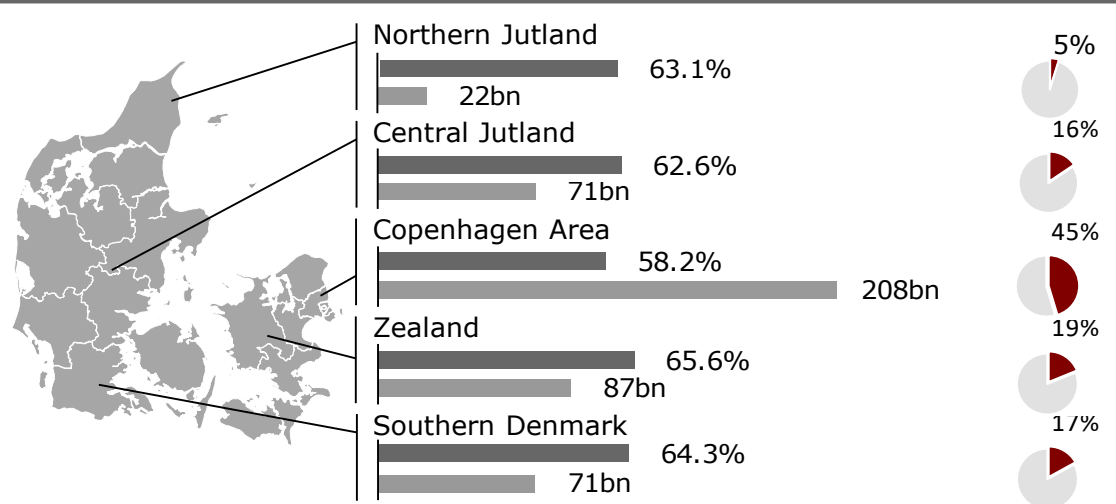 Northern Jutland
5%
63.1%
22bn
Central Jutland
16%
62.6%
71bn
Copenhagen Area
45%
58.2%
208bn
Zealand
19%
65.6%
87bn
Southern Denmark
17%
64.3%
71bn